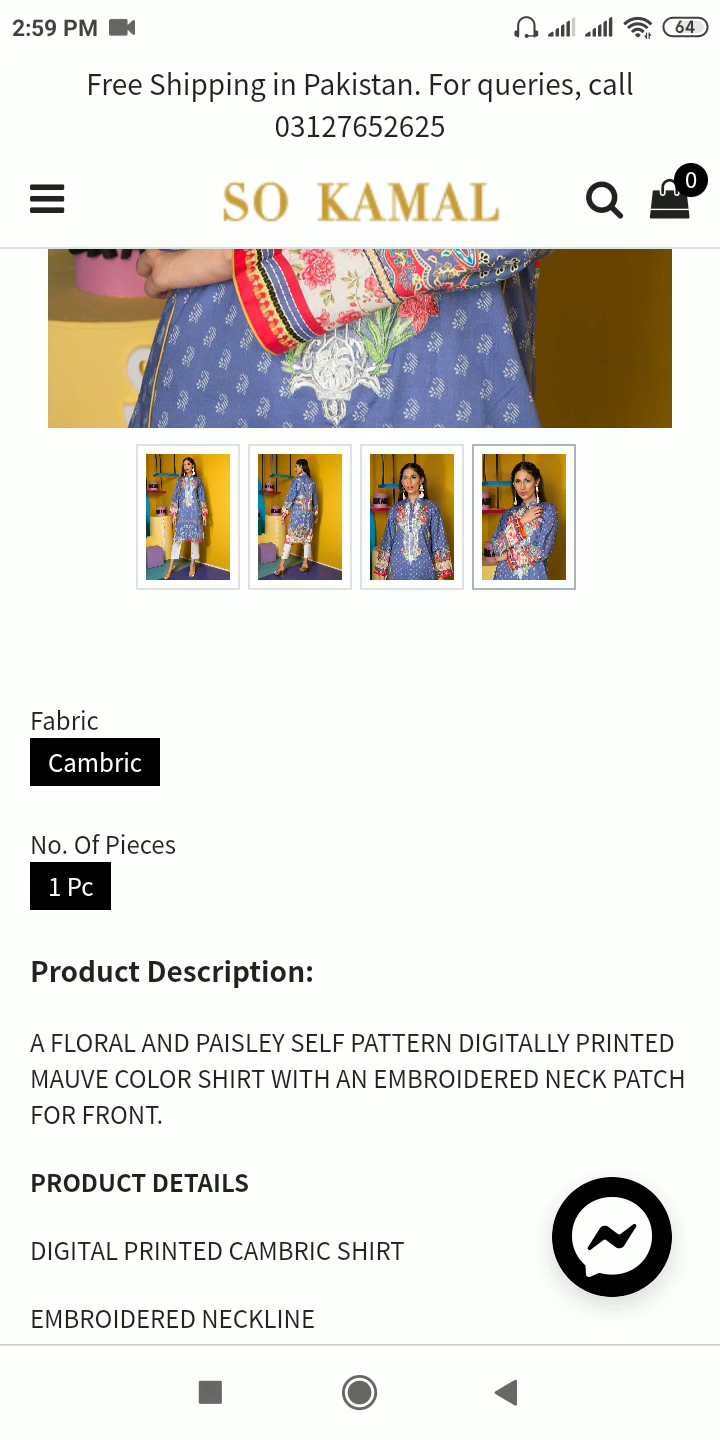 2:59 PM
64
Free Shipping in Pakistan. For queries, call
03127652625
SO KAMAL
0
Fabric
Cambric
No. Of Pieces
1 Pc
Product Description:
A FLORAL AND PAISLEY SELF PATTERN DIGITALLY PRINTED
MAUVE COLOR SHIRT WITH AN EMBROIDERED NECK PATCH
FOR FRONT.
PRODUCT DETAILS
DIGITAL PRINTED CAMBRIC SHIRT
EMBROIDERED NECKLINE